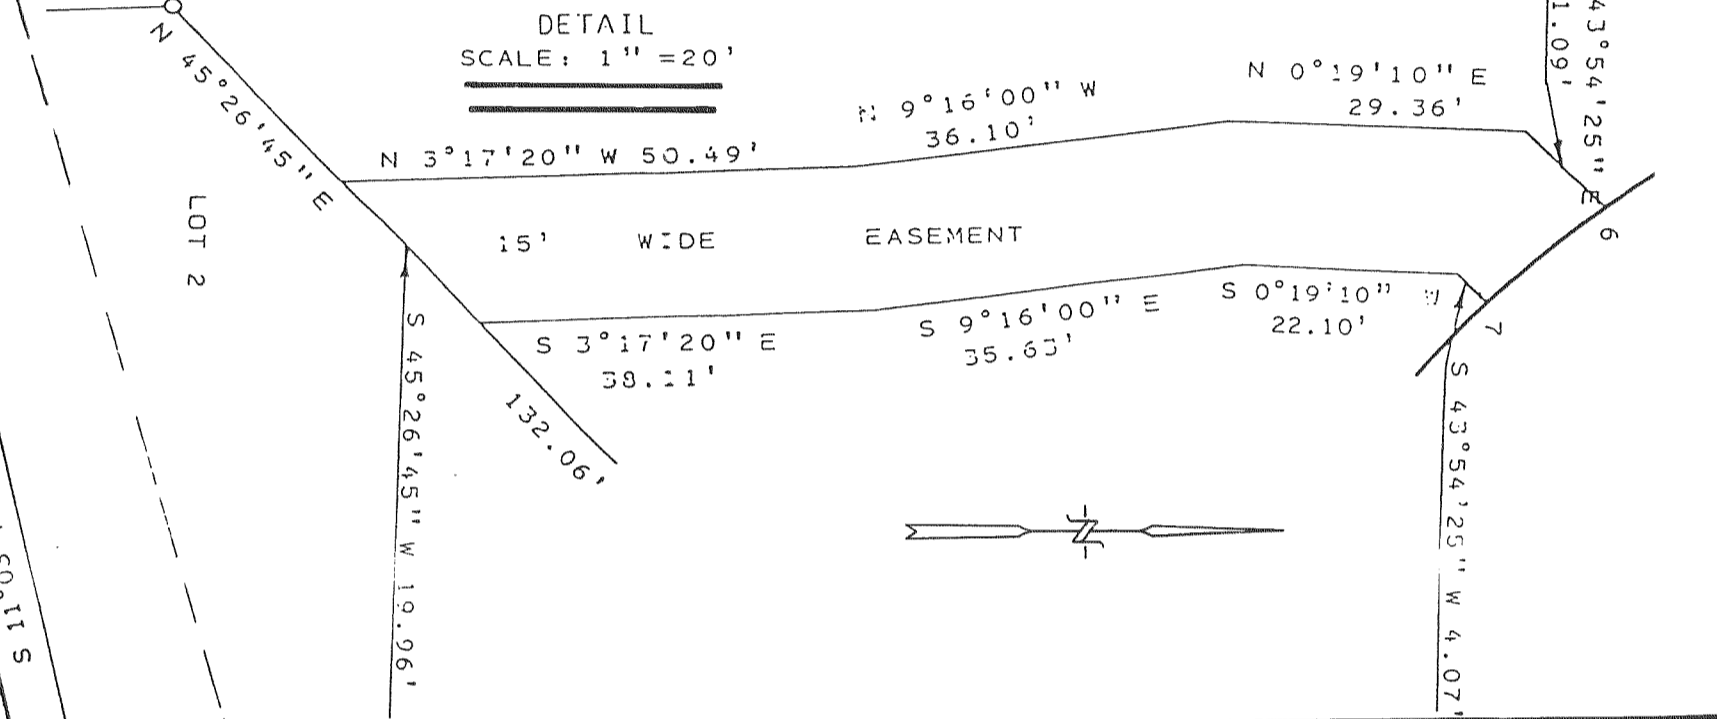 DETAIL
SCALE: 1" =20'
N 45°26'45" E
N 3°17'20" W 50.49'
N 9°16'00" W
36.10'
N 0°19'10" E
29.36'
43°54'25" E
1.09'
LOT 2
15' WIDE EASEMENT
6
7
S 3°17'20" E
S 9°16'00" E
35.63'
S 0°19'10" W
22.10'
132.06'
S 45°26'45" W 19.96'
S 43°54'25" W 4.07'
S 11°05'